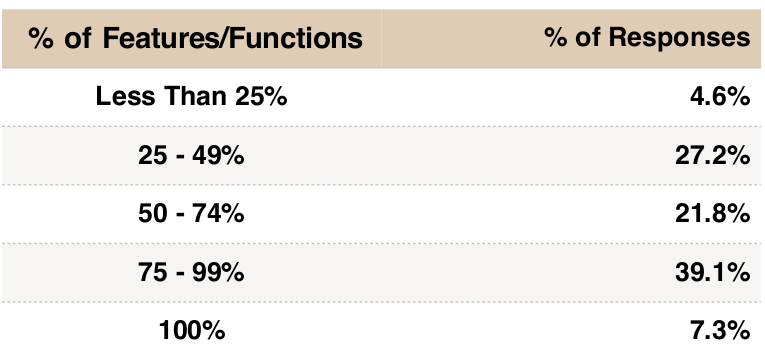 % of Features/Functions % of Responses
Less Than 25% 4.6%
25 - 49% 27.2%
50 - 74% 21.8%
75 - 99% 39.1%
100% 7.3%